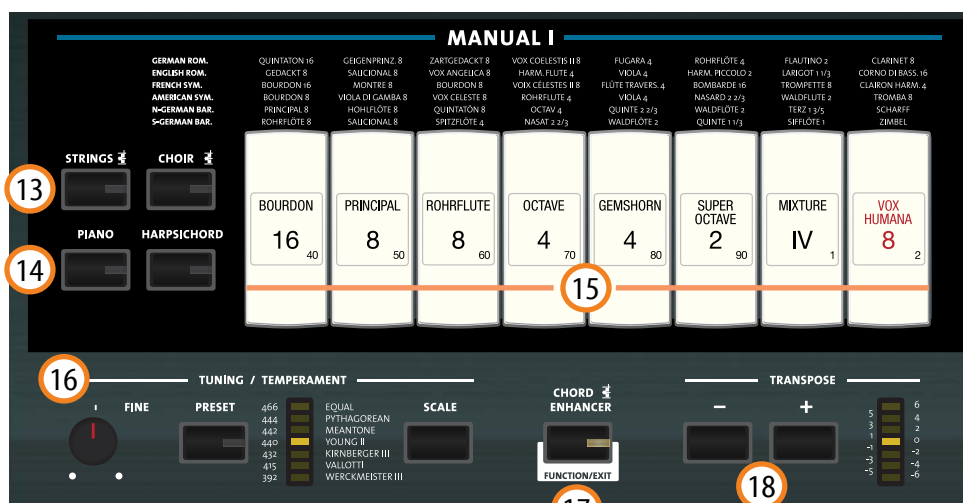 MANUAL I
GERMAN ROM. QUINTATON 16 GEIGENPRINZ. 8 ZARTGEDACKT 8 VOX COELESTIS II 8 FUGARA 4 ROHRFLÖTE 4 FLAUTINO 2 CLARINET 8
ENGLISH ROM. GEDACKT 8 SALICIONAL 8 VOX ANGELICA 8 HARM. FLUTE 4 VIOLA 4 HARM. PICCOLO 2 LARIGOT 1 1/3 CORNO DI BASS. 16
FRENCH SYM. BOURDON 16 MONTRE 8 BOURDON 8 VOIX CÉLESTES II 8 FLÛTE TRAVERS. 4 BOMBARDE 16 TROMPETTE 8 CLAIRON HARM. 4
AMERICAN SYM. BOURDON 8 VIOLA DI GAMBA 8 VOX CELESTE 8 ROHRFLUTE 4 VIOLA 4 NASARD 2 2/3 WALDFLUTE 2 TROMBA 8
N-GERMAN BAR. PRINCIPAL 8 HOHLFLÖTE 8 QUINTATÖN 8 OCTAV 4 QUINTE 2 2/3 WALDFLÖTE 2 TERZ 1 3/5 SCHARFF
S-GERMAN BAR. ROHRFLÖTE 8 SALICIONAL 8 SPITZFLÖTE 4 NASAT 2 2/3 WALDFLÖTE 2 QUINTE 1 1/3 SIFFLÖTE 1 ZIMBEL
STRINGS CHOIR
13
PIANO HARPSICHORD
14
BOURDON PRINCIPAL ROHRFLUTE OCTAVE GEMSHORN SUPER OCTAVE MIXTURE VOX HUMANA
16 8 8 4 4 2 IV 8
40 50 60 70 80 90 1 2
15
16
TUNING / TEMPERAMENT
FINE PRESET SCALE
466 EQUAL
444 PYTHAGOREAN
442 MEANTONE
440 YOUNG II
432 KIRNBERGER III
415 VALLOTTI
392 WERCKMEISTER III
CHORD
ENHANCER
FUNCTION/EXIT
17
TRANSPOSE
− +
6
5 4
3 2
1 0
-1 -2
-3 -4
-5 -6
18